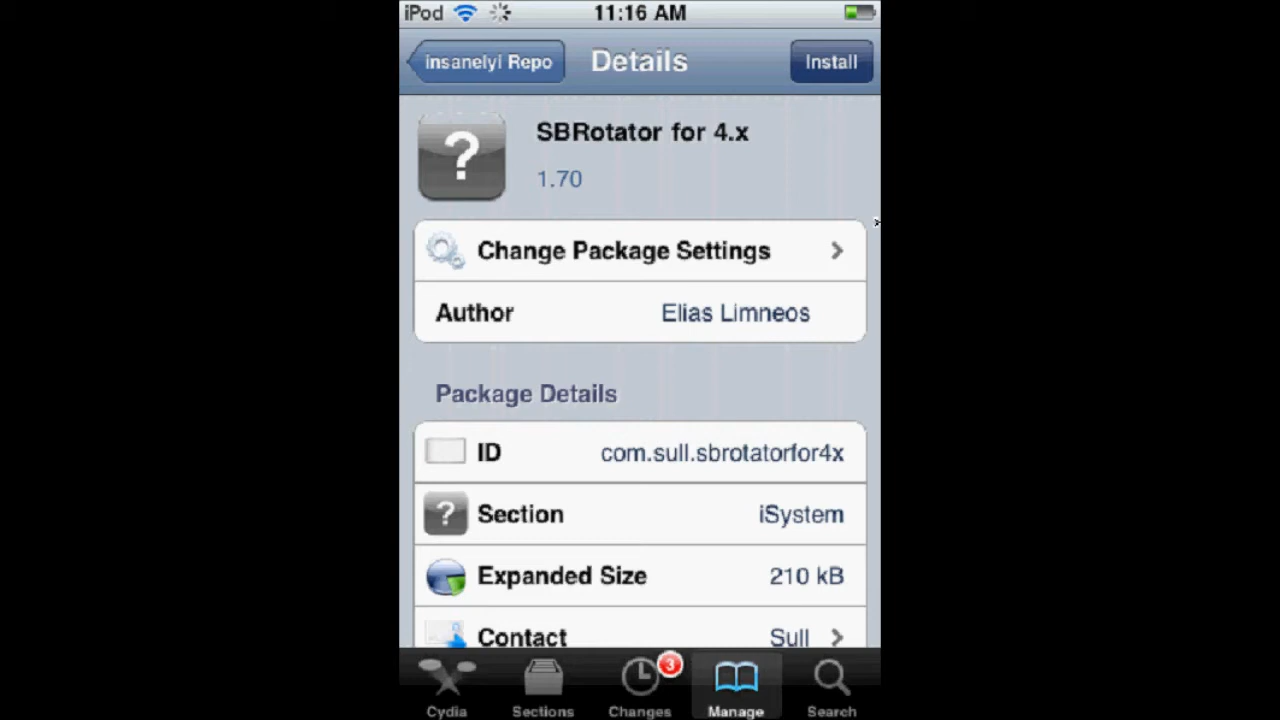 iPod 11:16 AM
insanelyi Repo Details Install
SBRotator for 4.x
1.70
Change Package Settings
Author Elias Limneos
Package Details
ID com.sull.sbrotatorfor4x
Section iSystem
Expanded Size 210 kB
Contact Sull
3
Cydia Sections Changes Manage Search